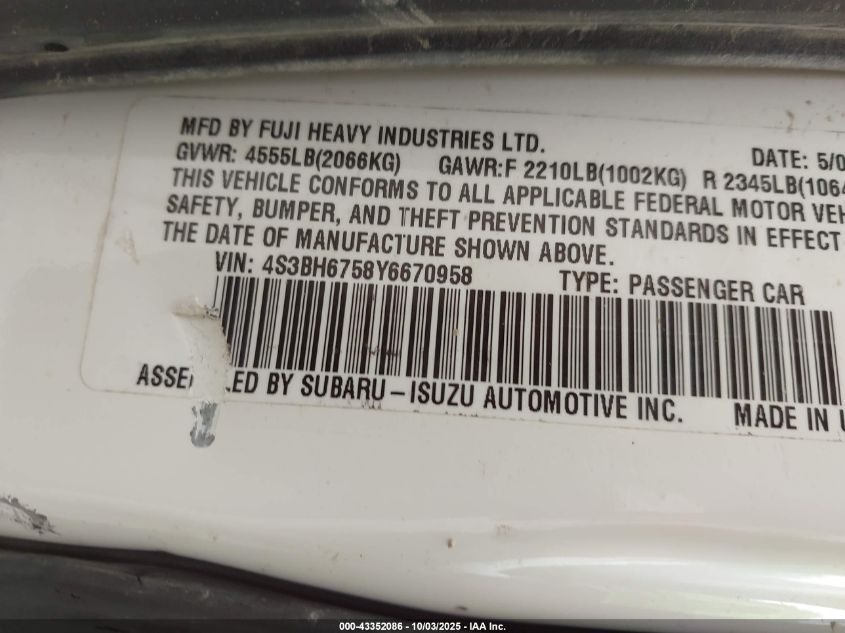 MFD BY FUJI HEAVY INDUSTRIES LTD. DATE: 5/0
GVWR: 4555LB(2066KG) GAWR:F 2210LB(1002KG) R 2345LB(1064
THIS VEHICLE CONFORMS TO ALL APPLICABLE FEDERAL MOTOR VEH
SAFETY, BUMPER, AND THEFT PREVENTION STANDARDS IN EFFECT
THE DATE OF MANUFACTURE SHOWN ABOVE.
VIN: 4S3BH6758Y6670958 TYPE: PASSENGER CAR
ASSE LED BY SUBARU-ISUZU AUTOMOTIVE INC. MADE IN U
000-43352086 - 10/03/2025 - IAA Inc.